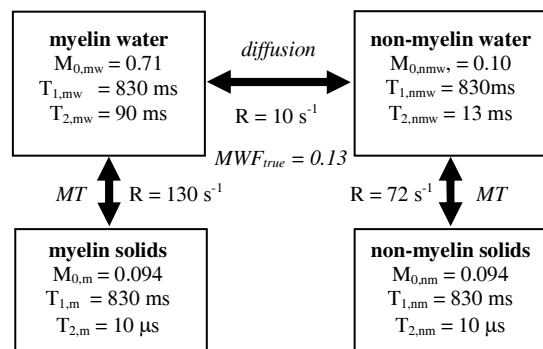 myelin water
M0,mw = 0.71
T1,mw = 830 ms
T2,mw = 90 ms
diffusion
R = 10 s-1
non-myelin water
M0,nmw, = 0.10
T1,nmw = 830ms
T2,nmw = 13 ms
MWFtrue = 0.13
MT R = 130 s-1
R = 72 s-1 MT
myelin solids
M0,m = 0.094
T1,m = 830 ms
T2,m = 10 µs
non-myelin solids
M0,nm = 0.094
T1,nm = 830 ms
T2,nm = 10 µs